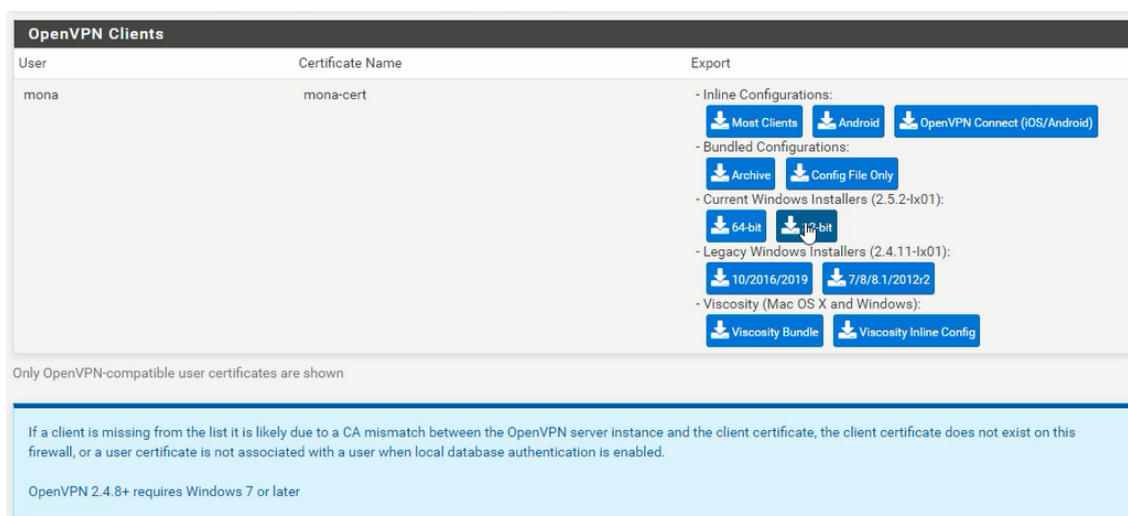 OpenVPN Clients
User Certificate Name Export
mona mona-cert - Inline Configurations:
Most Clients Android OpenVPN Connect (iOS/Android)
- Bundled Configurations:
Archive Config File Only
- Current Windows Installers (2.5.2-Ix01):
64-bit -bit
- Legacy Windows Installers (2.4.11-Ix01):
10/2016/2019 7/8/8.1/2012r2
- Viscosity (Mac OS X and Windows):
Viscosity Bundle Viscosity Inline Config
Only OpenVPN-compatible user certificates are shown
If a client is missing from the list it is likely due to a CA mismatch between the OpenVPN server instance and the client certificate, the client certificate does not exist on this
firewall, or a user certificate is not associated with a user when local database authentication is enabled.
OpenVPN 2.4.8+ requires Windows 7 or later